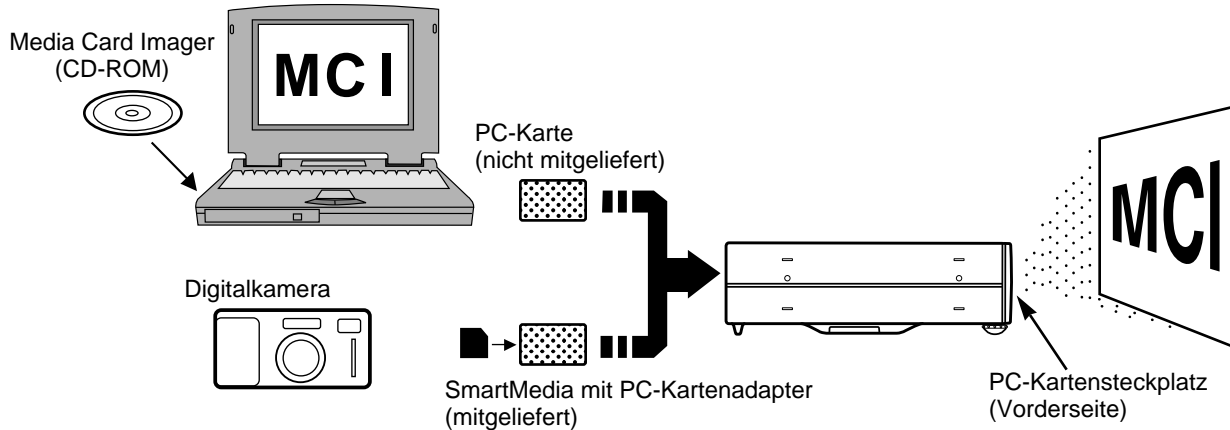 Media Card Imager
(CD-ROM)
MCI
PC-Karte
(nicht mitgeliefert)
MCI
Digitalkamera
SmartMedia mit PC-Kartenadapter
(mitgeliefert)
PC-Kartensteckplatz
(Vorderseite)